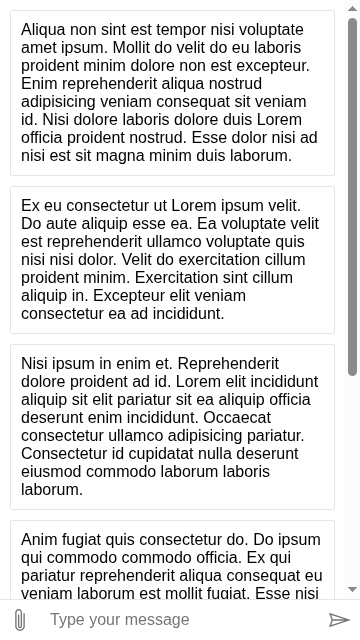 Aliqua non sint est tempor nisi voluptate
amet ipsum. Mollit do velit do eu laboris
proident minim dolore non est excepteur.
Enim reprehenderit aliqua nostrud
adipisicing veniam consequat sit veniam
id. Nisi dolore laboris dolore duis Lorem
officia proident nostrud. Esse dolor nisi ad
nisi est sit magna minim duis laborum.
Ex eu consectetur ut Lorem ipsum velit.
Do aute aliquip esse ea. Ea voluptate velit
est reprehenderit ullamco voluptate quis
nisi nisi dolor. Velit do exercitation cillum
proident minim. Exercitation sint cillum
aliquip in. Excepteur elit veniam
consectetur ea ad incididunt.
Nisi ipsum in enim et. Reprehenderit
dolore proident ad id. Lorem elit incididunt
aliquip sit elit pariatur sit ea aliquip officia
deserunt enim incididunt. Occaecat
consectetur ullamco adipisicing pariatur.
Consectetur id cupidatat nulla deserunt
eiusmod commodo laborum laboris
laborum.
Anim fugiat quis consectetur do. Do ipsum
qui commodo commodo officia. Ex qui
pariatur reprehenderit aliqua consequat eu
veniam laborum est mollit fugiat. Esse nisi
Type your message